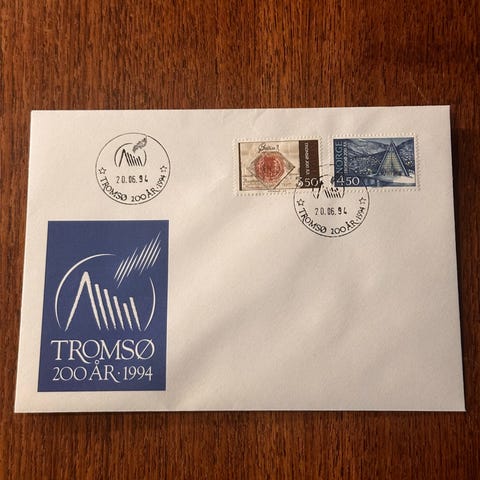 20.06.94
TROMSØ 200 ÅR · 1994
3,50
NORGE
4,50
20.06.94
TROMSØ 200 ÅR · 1994
TROMSØ
200 ÅR · 1994